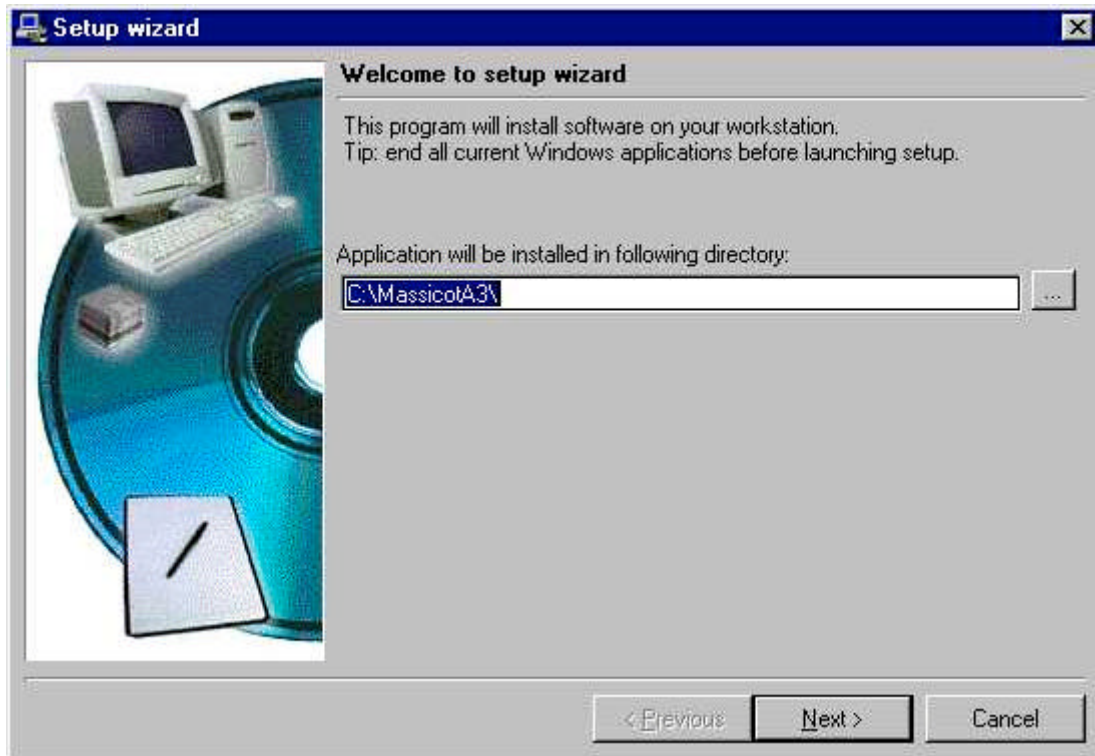 Setup wizard
Welcome to setup wizard
This program will install software on your workstation.
Tip: end all current Windows applications before launching setup.
Application will be installed in following directory:
C:\MassicotA3\
...
< Previous
Next >
Cancel